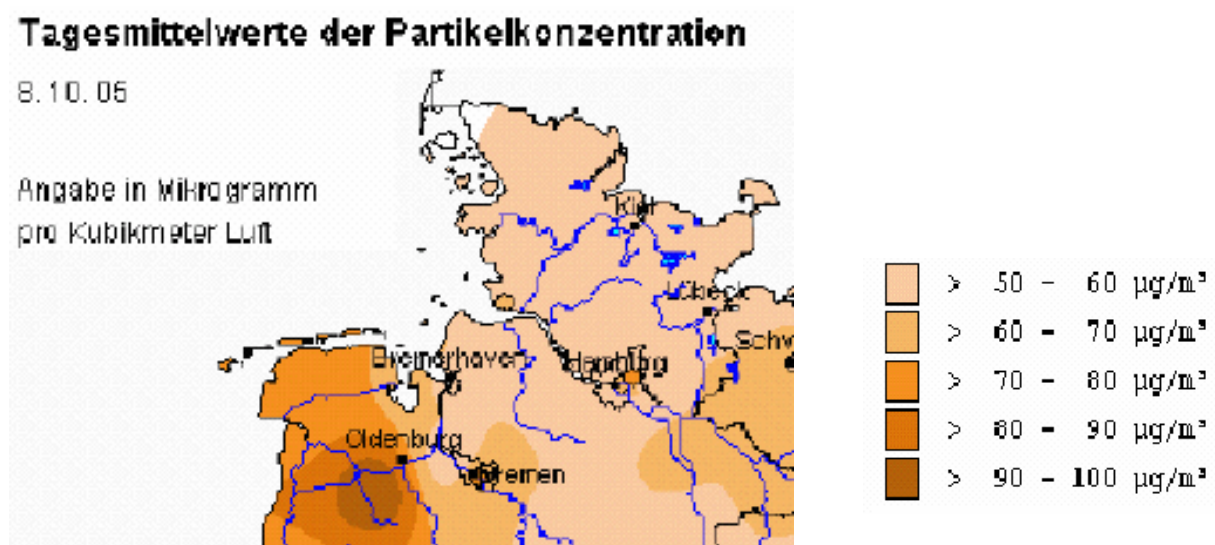 Tagesmittelwerte der Partikelkonzentration
8.10.05
Angabe in Mikrogramm
pro Kubikmeter Luft
Kiel
Lübeck
Schw
Bremerhaven
Hamburg
Oldenburg
Bremen
> 50 - 60 µg/m³
> 60 - 70 µg/m³
> 70 - 80 µg/m³
> 80 - 90 µg/m³
> 90 - 100 µg/m³